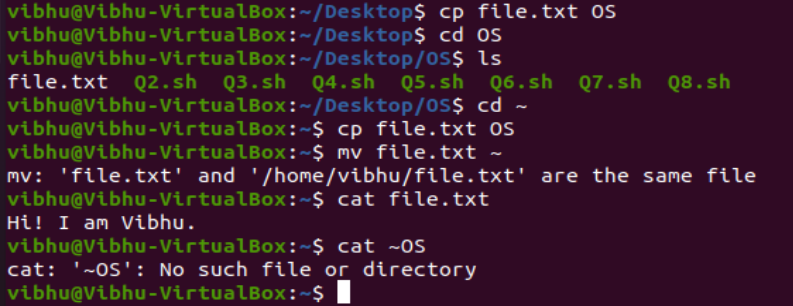 vibhu@Vibhu-VirtualBox:~/Desktop$ cp file.txt OS
vibhu@Vibhu-VirtualBox:~/Desktop$ cd OS
vibhu@Vibhu-VirtualBox:~/Desktop/OS$ ls
file.txt  Q2.sh  Q3.sh  Q4.sh  Q5.sh  Q6.sh  Q7.sh  Q8.sh
vibhu@Vibhu-VirtualBox:~/Desktop/OS$ cd ~
vibhu@Vibhu-VirtualBox:~$ cp file.txt OS
vibhu@Vibhu-VirtualBox:~$ mv file.txt ~
mv: 'file.txt' and '/home/vibhu/file.txt' are the same file
vibhu@Vibhu-VirtualBox:~$ cat file.txt
Hi! I am Vibhu.
vibhu@Vibhu-VirtualBox:~$ cat ~OS
cat: '~OS': No such file or directory
vibhu@Vibhu-VirtualBox:~$